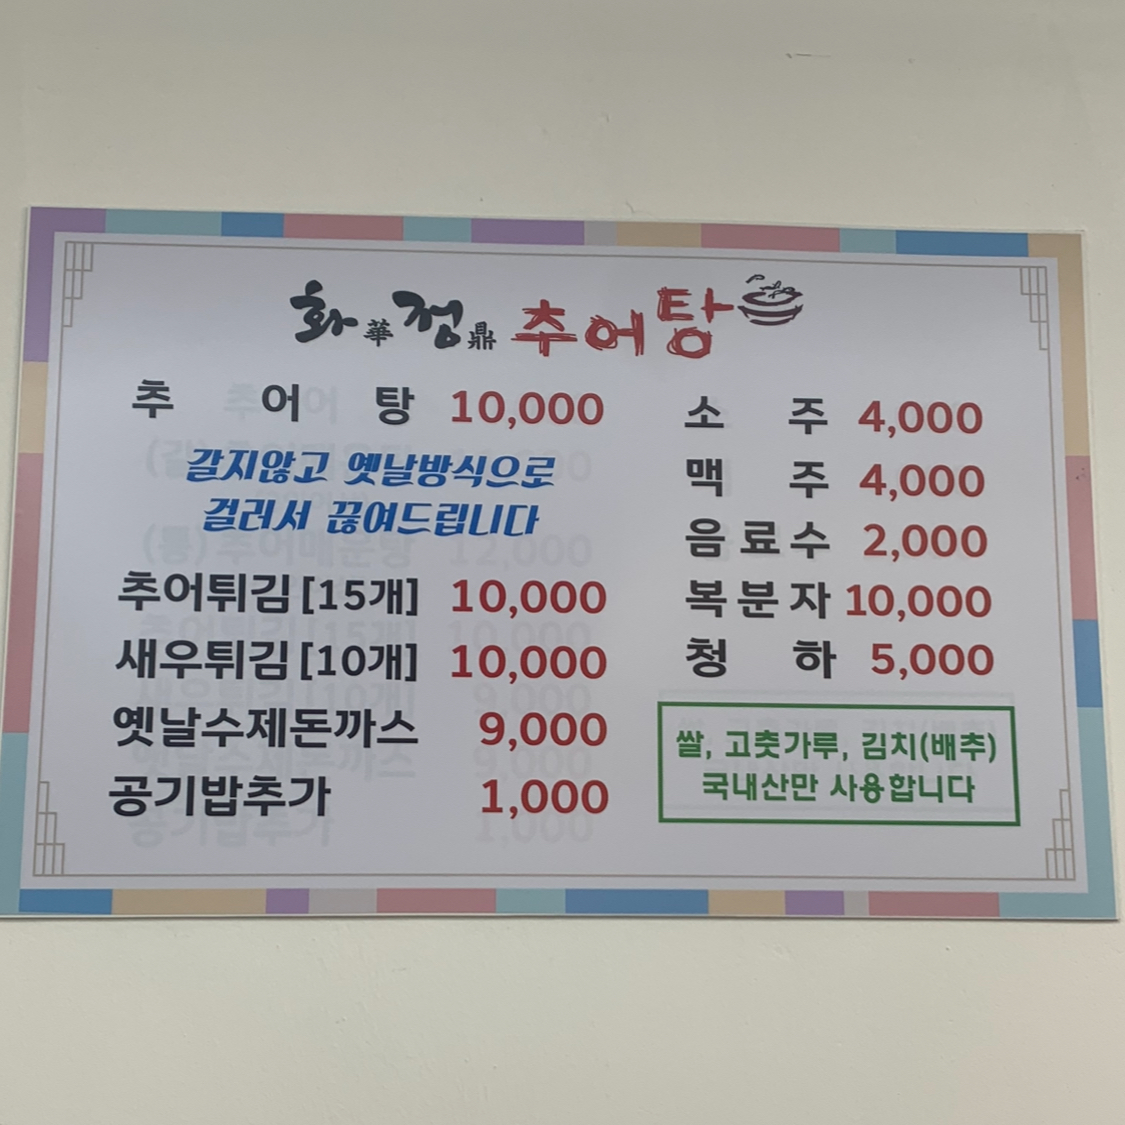 화華정鼎 추어탕
추어탕 10,000
갈지않고 옛날방식으로
걸러서 끊여드립니다
추어튀김[15개] 10,000
새우튀김[10개] 10,000
옛날수제돈까스 9,000
공기밥추가 1,000
소주 4,000
맥주 4,000
음료수 2,000
복분자 10,000
청하 5,000
쌀, 고춧가루, 김치(배추)
국내산만 사용합니다